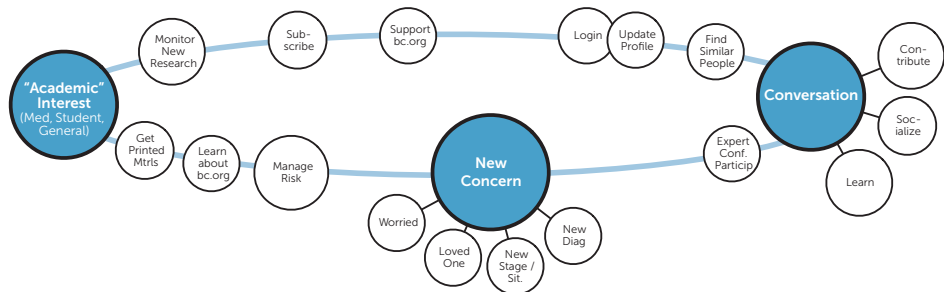 "Academic"
Interest
(Med, Student,
General)
Monitor
New
Research
Sub-
scribe
Support
bc.org
Login
Update
Profile
Find
Similar
People
Conversation
Con-
tribute
Soc-
ialize
Learn
Get
Printed
Mtrls
Learn
about
bc.org
Manage
Risk
New
Concern
Expert
Conf.
Particip
Worried
Loved
One
New
Stage /
Sit.
New
Diag